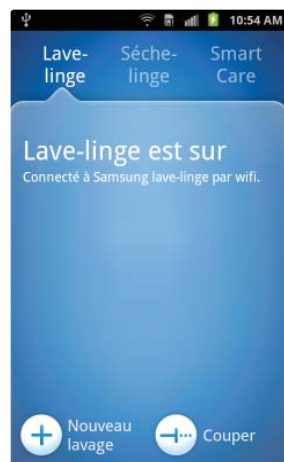 10:54 AM
Lave-
linge
Séche-
linge
Smart
Care
Lave-linge est sur
Connecté à Samsung lave-linge par wifi.
Nouveau
lavage
Couper